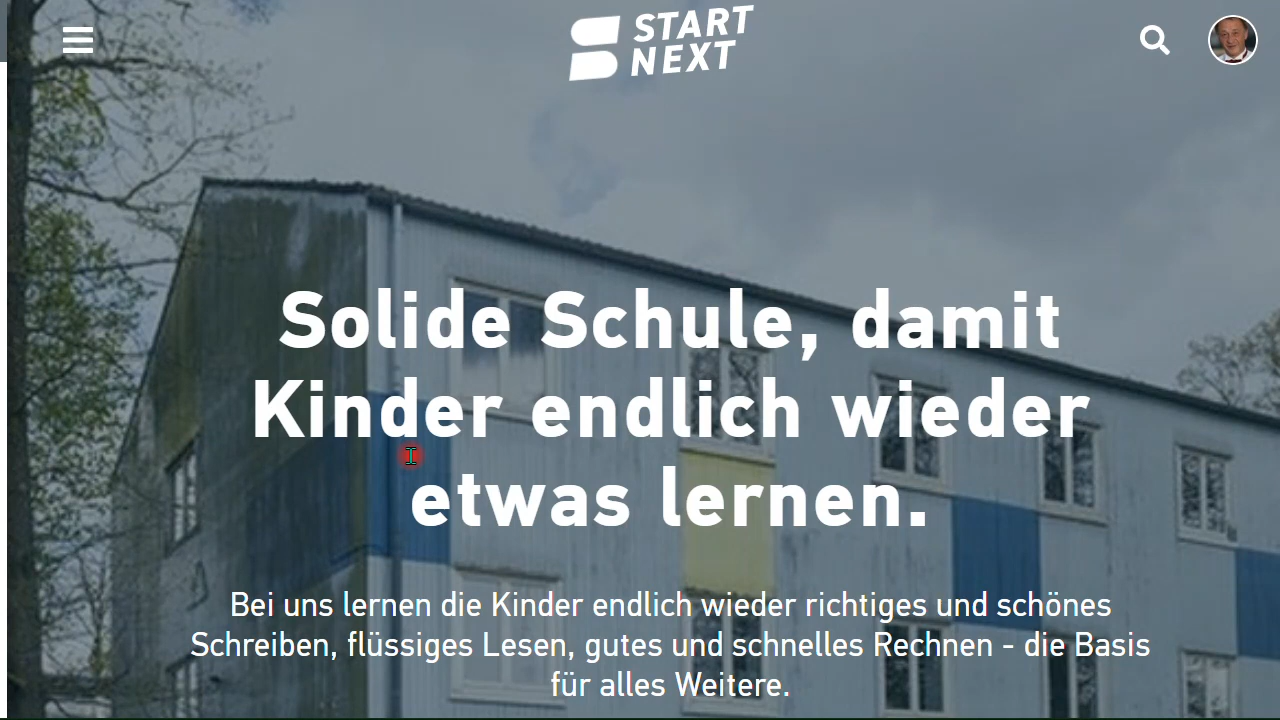 START
NEXT
Solide Schule, damit
Kinder endlich wieder
etwas lernen.
Bei uns lernen die Kinder endlich wieder richtiges und schönes
Schreiben, flüssiges Lesen, gutes und schnelles Rechnen - die Basis
für alles Weitere.